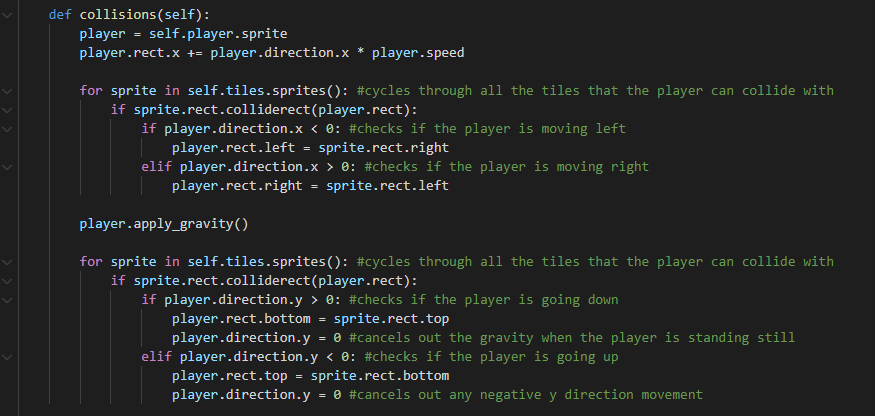 def collisions(self):
    player = self.player.sprite
    player.rect.x += player.direction.x * player.speed

    for sprite in self.tiles.sprites(): #cycles through all the tiles that the player can collide with
        if sprite.rect.colliderect(player.rect):
            if player.direction.x < 0: #checks if the player is moving left
                player.rect.left = sprite.rect.right
            elif player.direction.x > 0: #checks if the player is moving right
                player.rect.right = sprite.rect.left

    player.apply_gravity()

    for sprite in self.tiles.sprites(): #cycles through all the tiles that the player can collide with
        if sprite.rect.colliderect(player.rect):
            if player.direction.y > 0: #checks if the player is going down
                player.rect.bottom = sprite.rect.top
                player.direction.y = 0 #cancels out the gravity when the player is standing still
            elif player.direction.y < 0: #checks if the player is going up
                player.rect.top = sprite.rect.bottom
                player.direction.y = 0 #cancels out any negative y direction movement